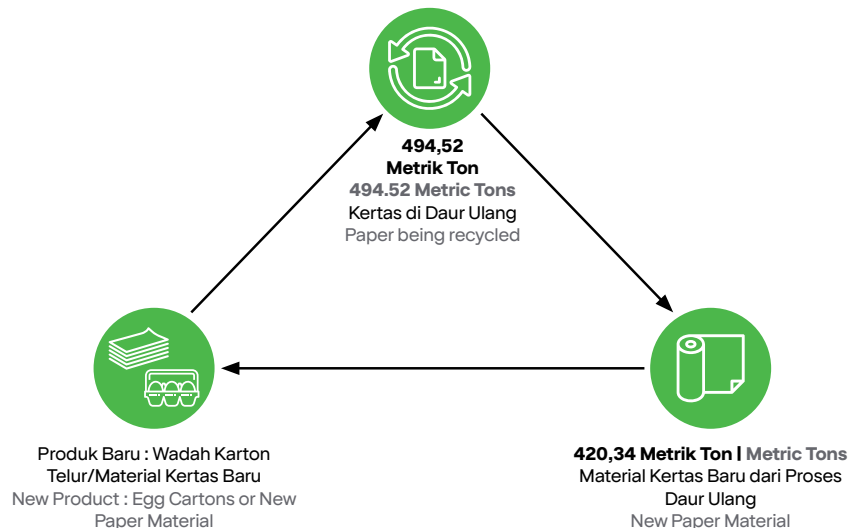 494,52
Metrik Ton
494.52 Metric Tons
Kertas di Daur Ulang
Paper being recycled
Produk Baru : Wadah Karton
Telur/Material Kertas Baru
New Product : Egg Cartons or New
Paper Material
420,34 Metrik Ton | Metric Tons
Material Kertas Baru dari Proses
Daur Ulang
New Paper Material